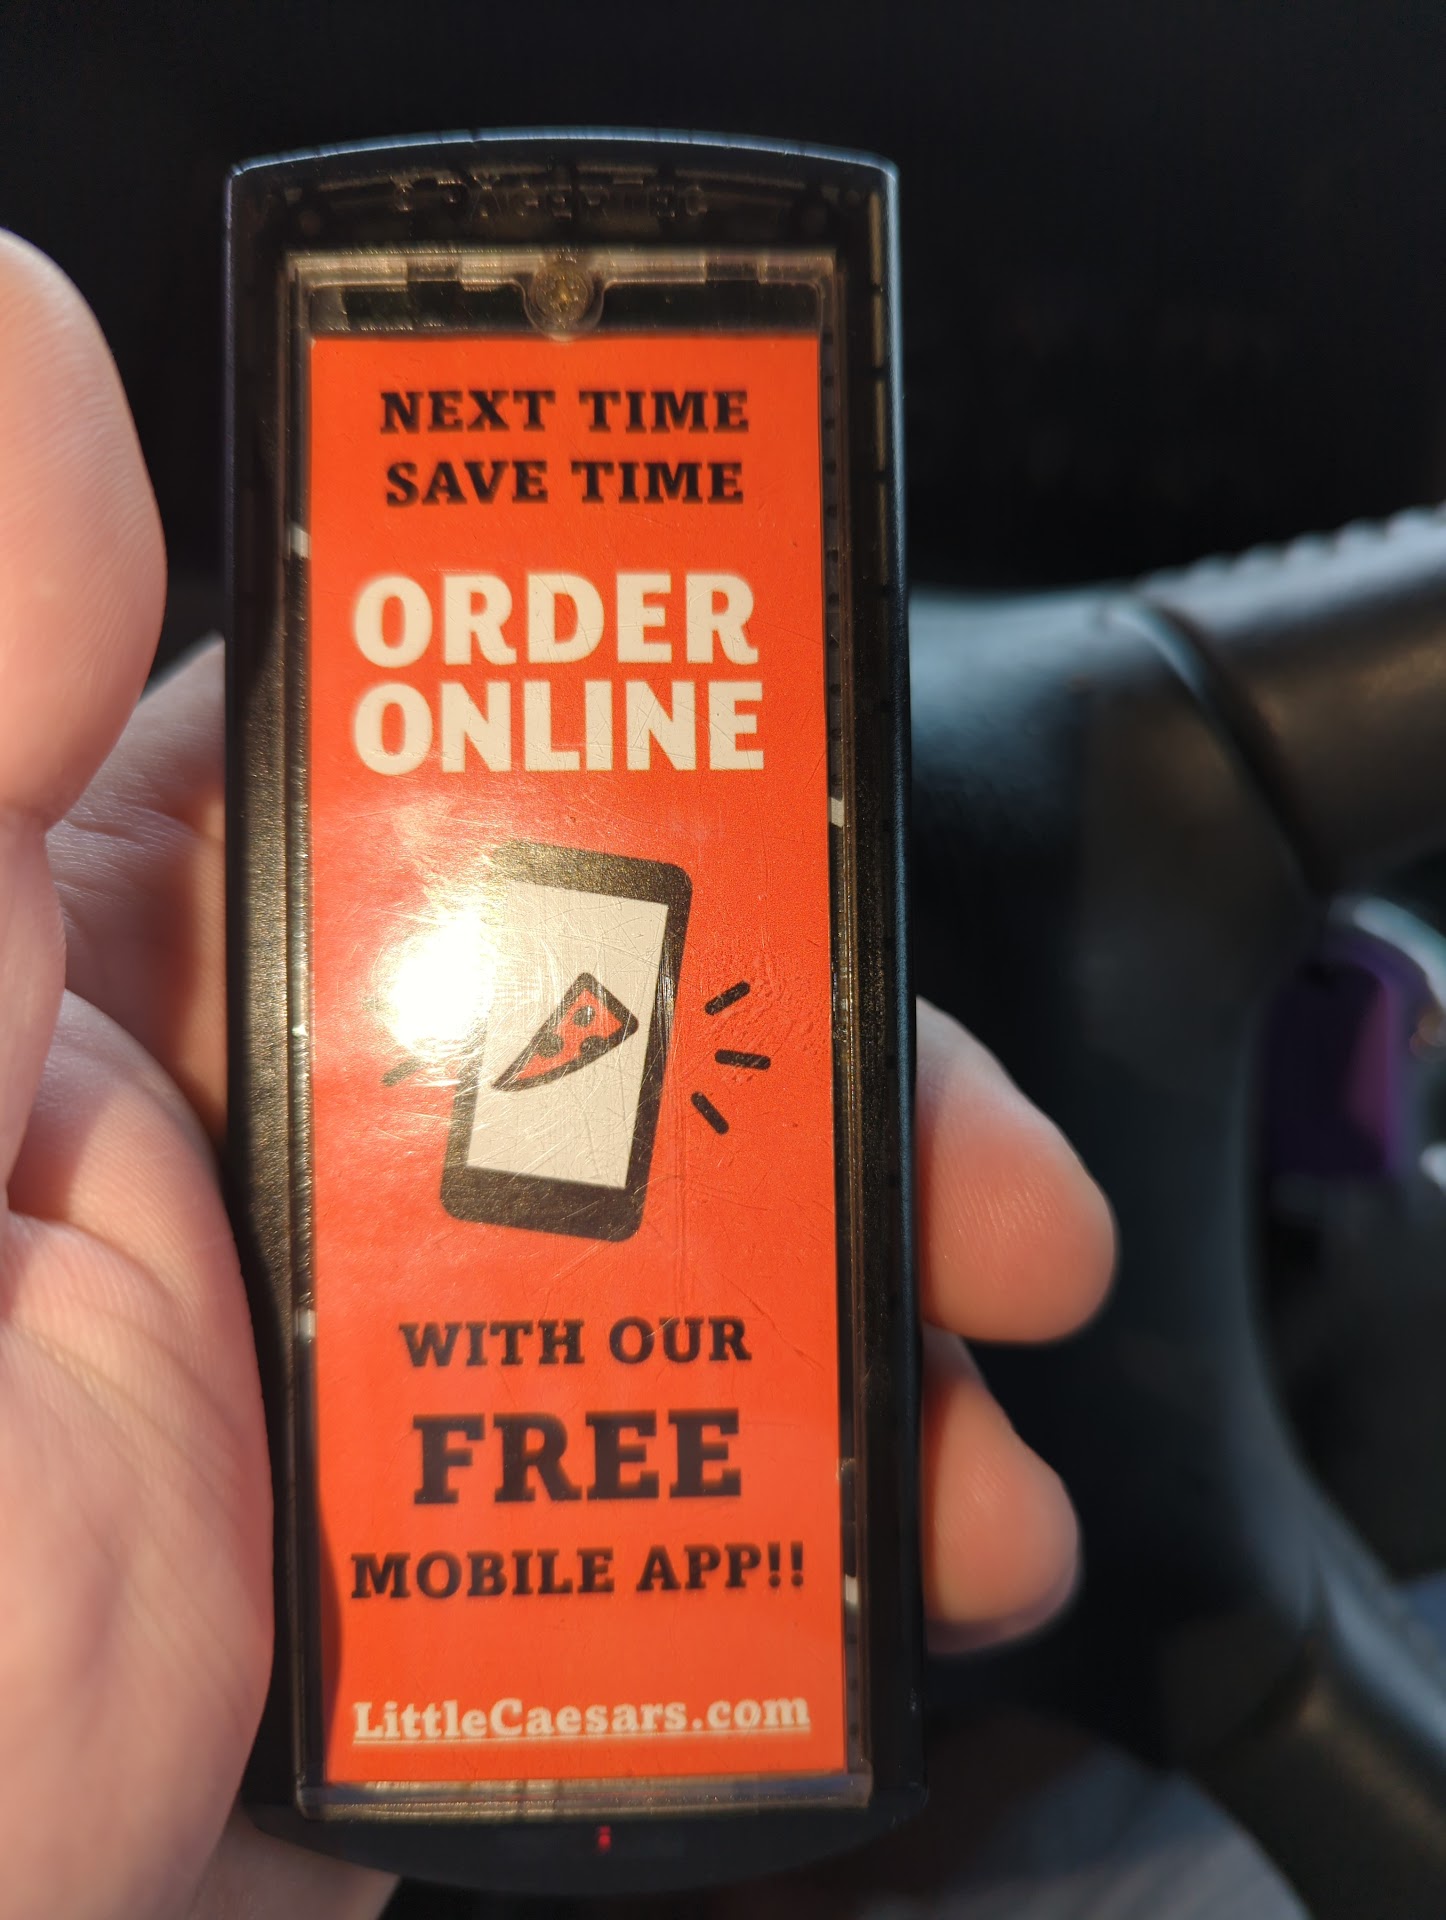 NEXT TIME
SAVE TIME
ORDER
ONLINE
WITH OUR
FREE
MOBILE APP!!
LittleCaesars.com